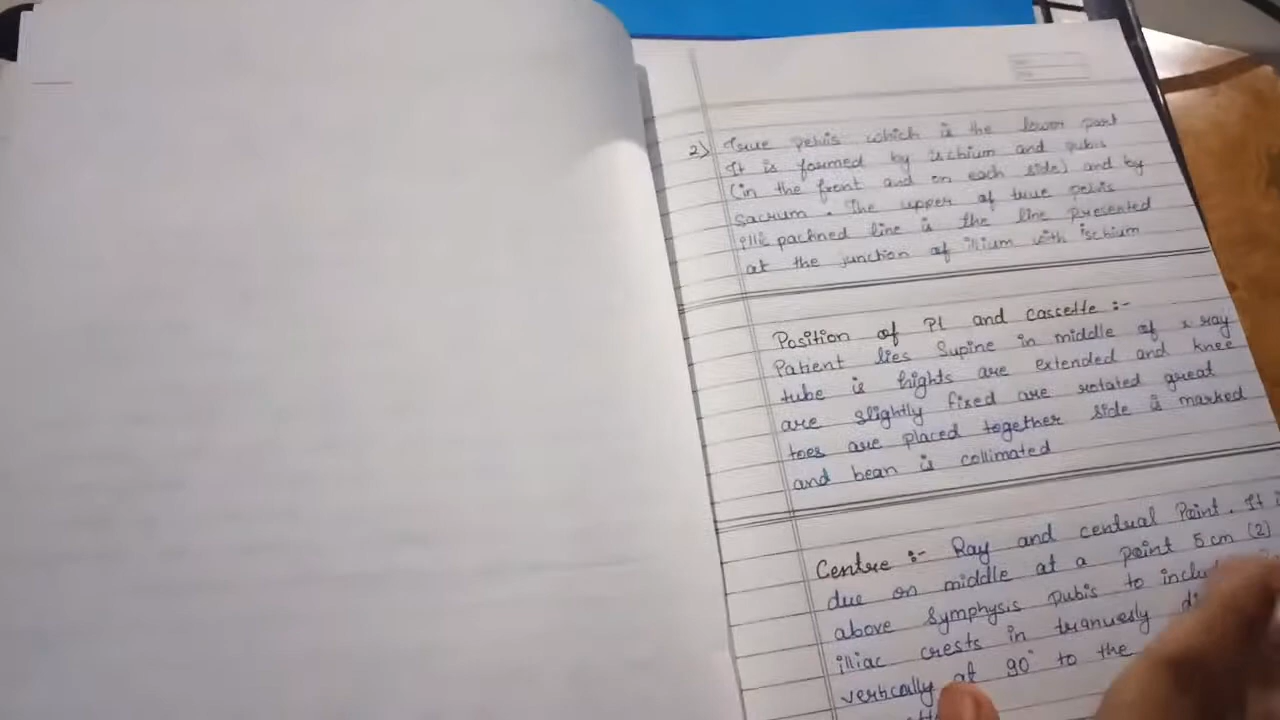 2) True pelvis which is the lower part
It is formed by ischium and pubis
(in the front and on each side) and by
sacrum. The upper of true pelvis
illi pachned line is the line presented
at the junction of illium with ischium
Position of Pt and cassette :-
Patient lies Supine in middle of x ray
tube is hights are extended and knee
are slightly fixed are rotated great
toes are placed together side is marked
and bean is collimated
Centre :- Ray and central Point. It
due on middle at a point 5 cm (2)
above Symphysis Pubis to
iliac crests in tranuesly
vertically at 90° to the